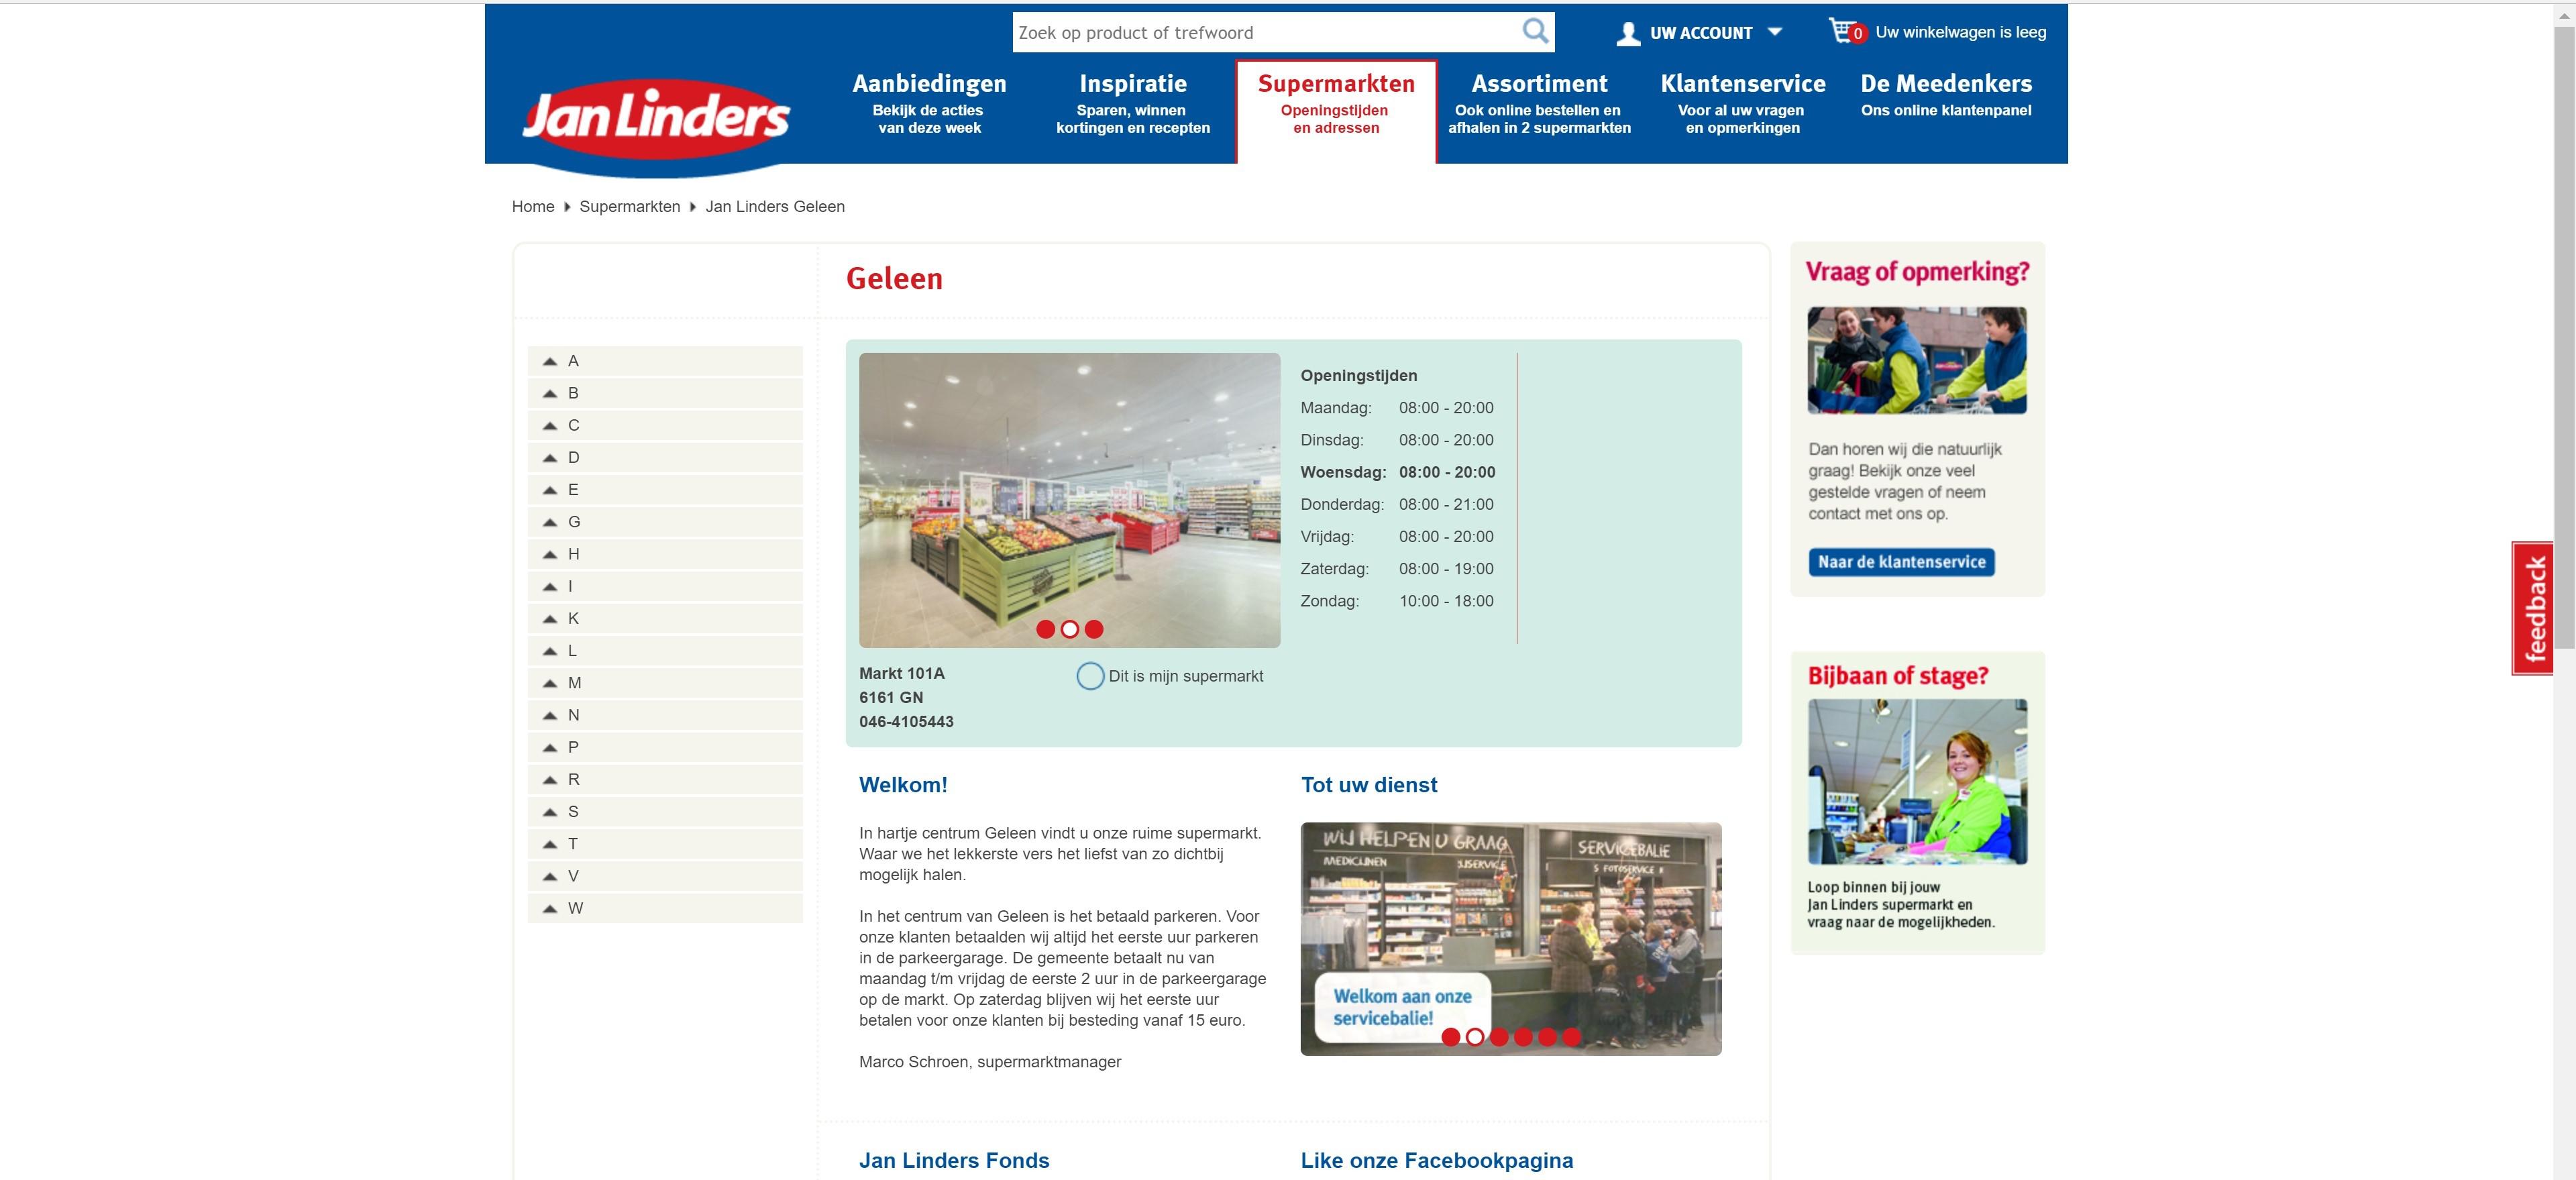 Zoek op product of trefwoord
UW ACCOUNT
0 Uw winkelwagen is leeg
Jan Linders
Aanbiedingen
Bekijk de acties
van deze week
Inspiratie
Sparen, winnen
kortingen en recepten
Supermarkten
Openingstijden
en adressen
Assortiment
Ook online bestellen en
afhalen in 2 supermarkten
Klantenservice
Voor al uw vragen
en opmerkingen
De Meedenkers
Ons online klantenpanel
Home Supermarkten Jan Linders Geleen
Geleen
A
B
C
D
E
G
H
I
K
L
M
N
P
R
S
T
V
W
Openingstijden
Maandag: 08:00 - 20:00
Dinsdag: 08:00 - 20:00
Woensdag: 08:00 - 20:00
Donderdag: 08:00 - 21:00
Vrijdag: 08:00 - 20:00
Zaterdag: 08:00 - 19:00
Zondag: 10:00 - 18:00
Markt 101A
6161 GN
046-4105443
Dit is mijn supermarkt
Welkom!
In hartje centrum Geleen vindt u onze ruime supermarkt.
Waar we het lekkerste vers het liefst van zo dichtbij
mogelijk halen.
In het centrum van Geleen is het betaald parkeren. Voor
onze klanten betaalden wij altijd het eerste uur parkeren
in de parkeergarage. De gemeente betaalt nu van
maandag t/m vrijdag de eerste 2 uur in de parkeergarage
op de markt. Op zaterdag blijven wij het eerste uur
betalen voor onze klanten bij besteding vanaf 15 euro.
Marco Schroen, supermarktmanager
Tot uw dienst
WIJ HELPEN U GRAAG
MEDICIJNEN
SERVICEBALIE
FOTOSERVICE
Welkom aan onze
servicebalie!
Jan Linders Fonds
Like onze Facebookpagina
Vraag of opmerking?
Dan horen wij die natuurlijk
graag! Bekijk onze veel
gestelde vragen of neem
contact met ons op.
Naar de klantenservice
Bijbaan of stage?
Loop binnen bij jouw
Jan Linders supermarkt en
vraag naar de mogelijkheden.
feedback